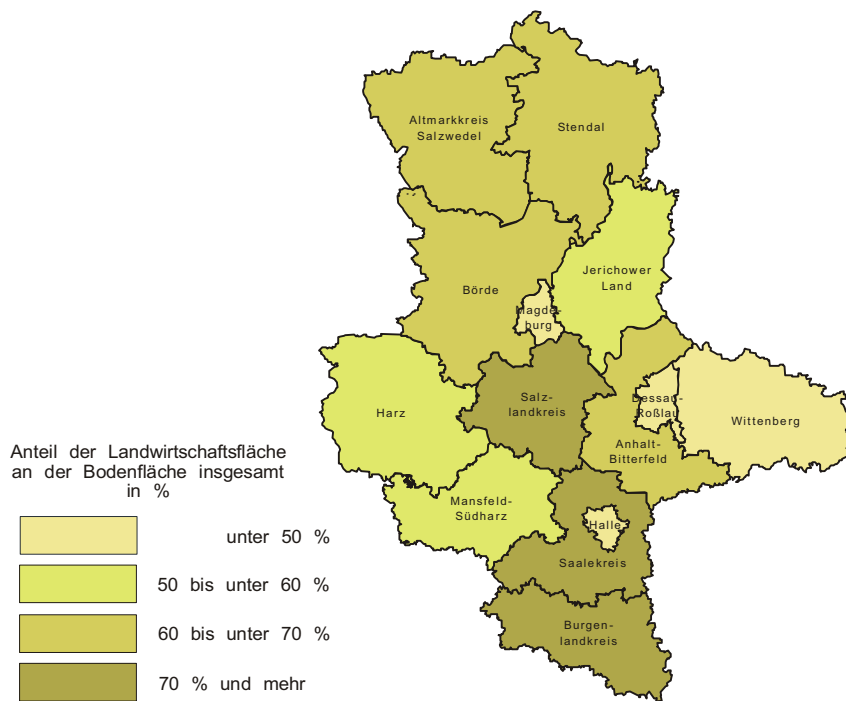 Altmarkkreis
Salzwedel
Stendal
Jerichower
Land
Börde
Magde-
burg
Salz-
landkreis
Dessau-
Roßlau
Harz
Wittenberg
Anhalt-
Bitterfeld
Mansfeld-
Südharz
Halle
Saalekreis
Burgen-
landkreis
Anteil der Landwirtschaftsfläche
an der Bodenfläche insgesamt
in %
unter 50 %
50 bis unter 60 %
60 bis unter 70 %
70 % und mehr